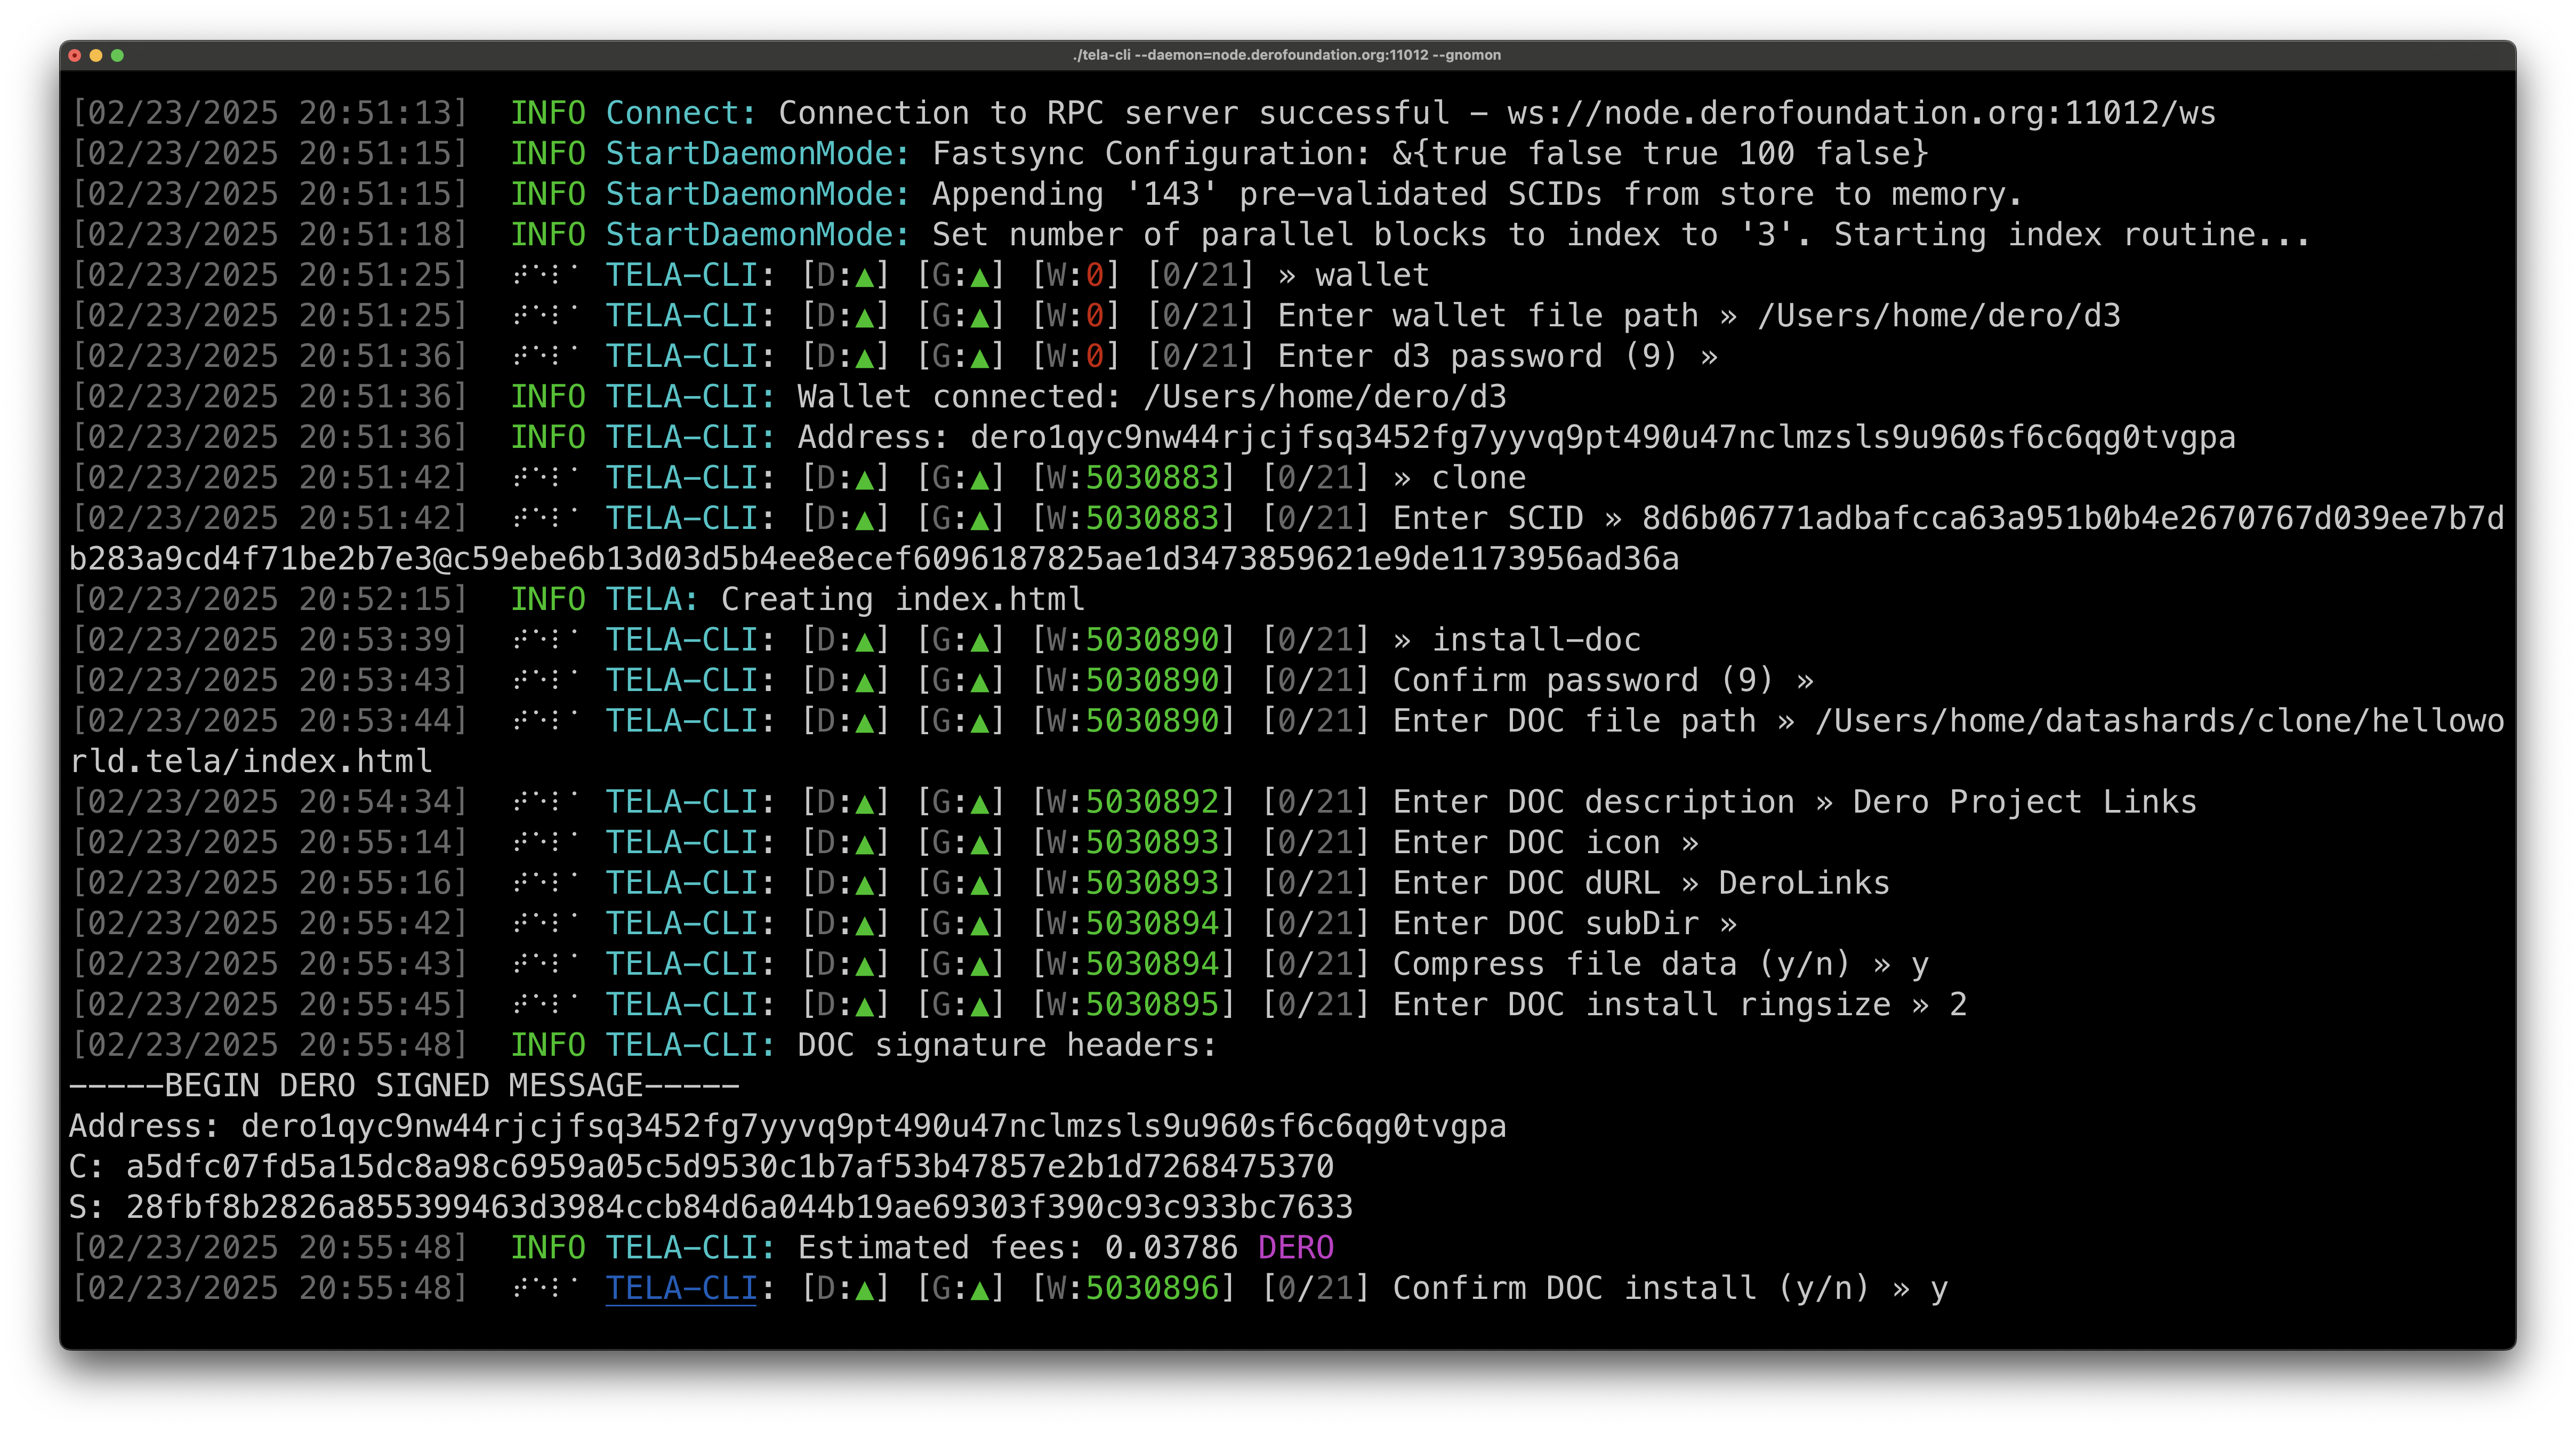 ./tela-cli --daemon=node.derofoundation.org:11012 --gnomon
[02/23/2025 20:51:13]  INFO Connect: Connection to RPC server successful - ws://node.derofoundation.org:11012/ws
[02/23/2025 20:51:15]  INFO StartDaemonMode: Fastsync Configuration: &{true false true 100 false}
[02/23/2025 20:51:15]  INFO StartDaemonMode: Appending '143' pre-validated SCIDs from store to memory.
[02/23/2025 20:51:18]  INFO StartDaemonMode: Set number of parallel blocks to index to '3'. Starting index routine...
[02/23/2025 20:51:25]  ⠞⠑⠇⠁ TELA-CLI: [D:▲] [G:▲] [W:0] [0/21] » wallet
[02/23/2025 20:51:25]  ⠞⠑⠇⠁ TELA-CLI: [D:▲] [G:▲] [W:0] [0/21] Enter wallet file path » /Users/home/dero/d3
[02/23/2025 20:51:36]  ⠞⠑⠇⠁ TELA-CLI: [D:▲] [G:▲] [W:0] [0/21] Enter d3 password (9) »
[02/23/2025 20:51:36]  INFO TELA-CLI: Wallet connected: /Users/home/dero/d3
[02/23/2025 20:51:36]  INFO TELA-CLI: Address: dero1qyc9nw44rjcjfsq3452fg7yyvq9pt490u47nclmzsls9u960sf6c6qg0tvgpa
[02/23/2025 20:51:42]  ⠞⠑⠇⠁ TELA-CLI: [D:▲] [G:▲] [W:5030883] [0/21] » clone
[02/23/2025 20:51:42]  ⠞⠑⠇⠁ TELA-CLI: [D:▲] [G:▲] [W:5030883] [0/21] Enter SCID » 8d6b06771adbafcca63a951b0b4e2670767d039ee7b7d
b283a9cd4f71be2b7e3@c59ebe6b13d03d5b4ee8ecef6096187825ae1d3473859621e9de1173956ad36a
[02/23/2025 20:52:15]  INFO TELA: Creating index.html
[02/23/2025 20:53:39]  ⠞⠑⠇⠁ TELA-CLI: [D:▲] [G:▲] [W:5030890] [0/21] » install-doc
[02/23/2025 20:53:43]  ⠞⠑⠇⠁ TELA-CLI: [D:▲] [G:▲] [W:5030890] [0/21] Confirm password (9) »
[02/23/2025 20:53:44]  ⠞⠑⠇⠁ TELA-CLI: [D:▲] [G:▲] [W:5030890] [0/21] Enter DOC file path » /Users/home/datashards/clone/hellowo
rld.tela/index.html
[02/23/2025 20:54:34]  ⠞⠑⠇⠁ TELA-CLI: [D:▲] [G:▲] [W:5030892] [0/21] Enter DOC description » Dero Project Links
[02/23/2025 20:55:14]  ⠞⠑⠇⠁ TELA-CLI: [D:▲] [G:▲] [W:5030893] [0/21] Enter DOC icon »
[02/23/2025 20:55:16]  ⠞⠑⠇⠁ TELA-CLI: [D:▲] [G:▲] [W:5030893] [0/21] Enter DOC dURL » DeroLinks
[02/23/2025 20:55:42]  ⠞⠑⠇⠁ TELA-CLI: [D:▲] [G:▲] [W:5030894] [0/21] Enter DOC subDir »
[02/23/2025 20:55:43]  ⠞⠑⠇⠁ TELA-CLI: [D:▲] [G:▲] [W:5030894] [0/21] Compress file data (y/n) » y
[02/23/2025 20:55:45]  ⠞⠑⠇⠁ TELA-CLI: [D:▲] [G:▲] [W:5030895] [0/21] Enter DOC install ringsize » 2
[02/23/2025 20:55:48]  INFO TELA-CLI: DOC signature headers:
-----BEGIN DERO SIGNED MESSAGE-----
Address: dero1qyc9nw44rjcjfsq3452fg7yyvq9pt490u47nclmzsls9u960sf6c6qg0tvgpa
C: a5dfc07fd5a15dc8a98c6959a05c5d9530c1b7af53b47857e2b1d7268475370
S: 28fbf8b2826a855399463d3984ccb84d6a044b19ae69303f390c93c933bc7633
[02/23/2025 20:55:48]  INFO TELA-CLI: Estimated fees: 0.03786 DERO
[02/23/2025 20:55:48]  ⠞⠑⠇⠁ TELA-CLI: [D:▲] [G:▲] [W:5030896] [0/21] Confirm DOC install (y/n) » y